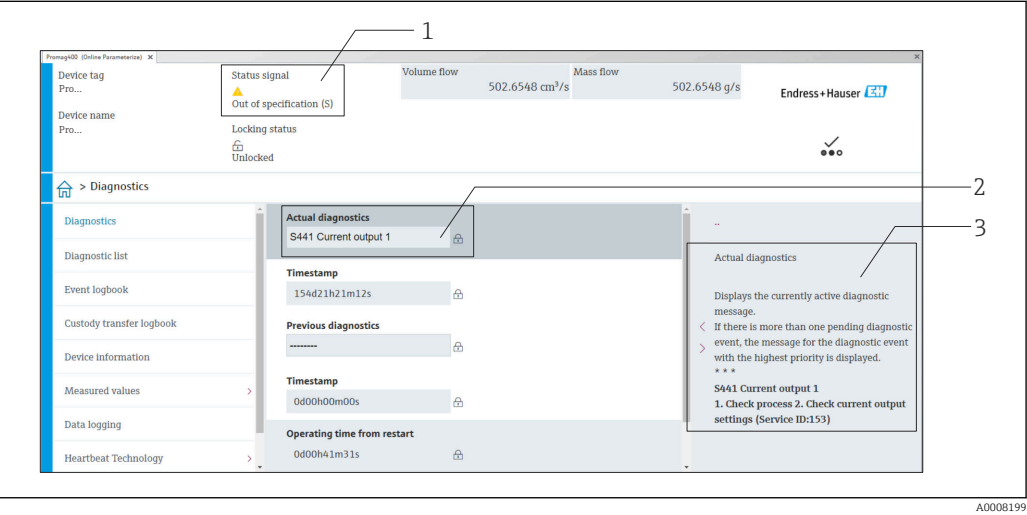 1
Promag400 (Online Parameterize) X
x
Device tag
Pro...
Device name
Pro...
Status signal
Out of specification (S)
Locking status
Unlocked
Volume flow
502.6548 cm³/s
Mass flow
502.6548 g/s
Endress+Hauser EH
> Diagnostics
2
3
Diagnostics
Diagnostic list
Event logbook
Custody transfer logbook
Device information
Measured values >
Data logging
Heartbeat Technology >
Actual diagnostics
S441 Current output 1
Timestamp
154d21h21m12s
Previous diagnostics
--------
Timestamp
0d00h00m00s
Operating time from restart
0d00h41m31s
..
Actual diagnostics
Displays the currently active diagnostic
message.
If there is more than one pending diagnostic
event, the message for the diagnostic event
with the highest priority is displayed.
* * *
S441 Current output 1
1. Check process 2. Check current output
settings (Service ID:153)
A0008199